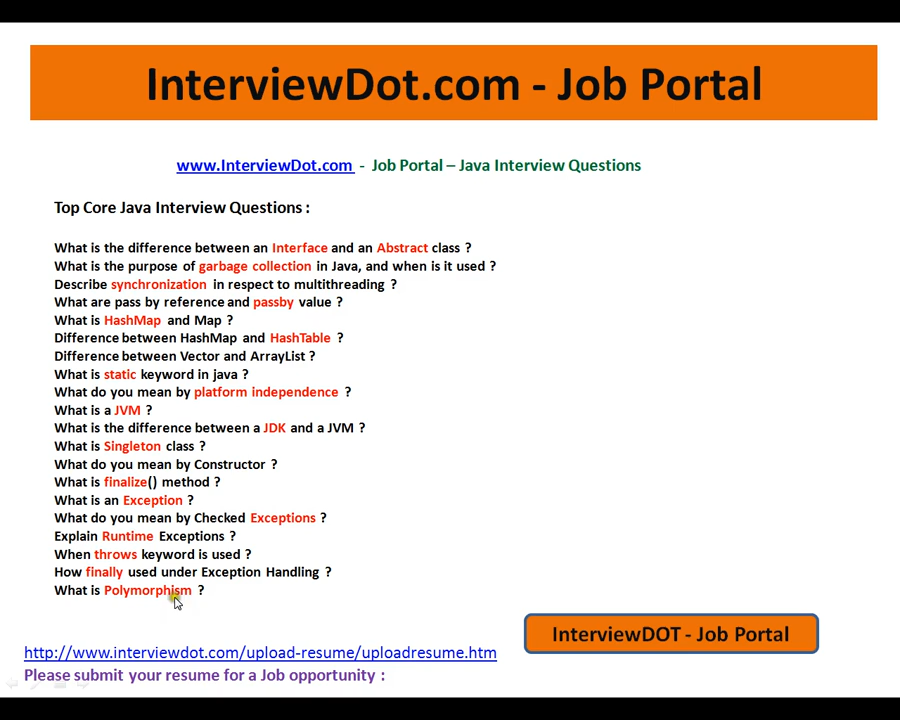 InterviewDot.com - Job Portal
www.InterviewDot.com - Job Portal – Java Interview Questions
Top Core Java Interview Questions :
What is the difference between an Interface and an Abstract class ?
What is the purpose of garbage collection in Java, and when is it used ?
Describe synchronization in respect to multithreading ?
What are pass by reference and passby value ?
What is HashMap and Map ?
Difference between HashMap and HashTable ?
Difference between Vector and ArrayList ?
What is static keyword in java ?
What do you mean by platform independence ?
What is a JVM ?
What is the difference between a JDK and a JVM ?
What is Singleton class ?
What do you mean by Constructor ?
What is finalize() method ?
What is an Exception ?
What do you mean by Checked Exceptions ?
Explain Runtime Exceptions ?
When throws keyword is used ?
How finally used under Exception Handling ?
What is Polymorphism ?
InterviewDOT - Job Portal
http://www.interviewdot.com/upload-resume/uploadresume.htm
Please submit your resume for a Job opportunity :